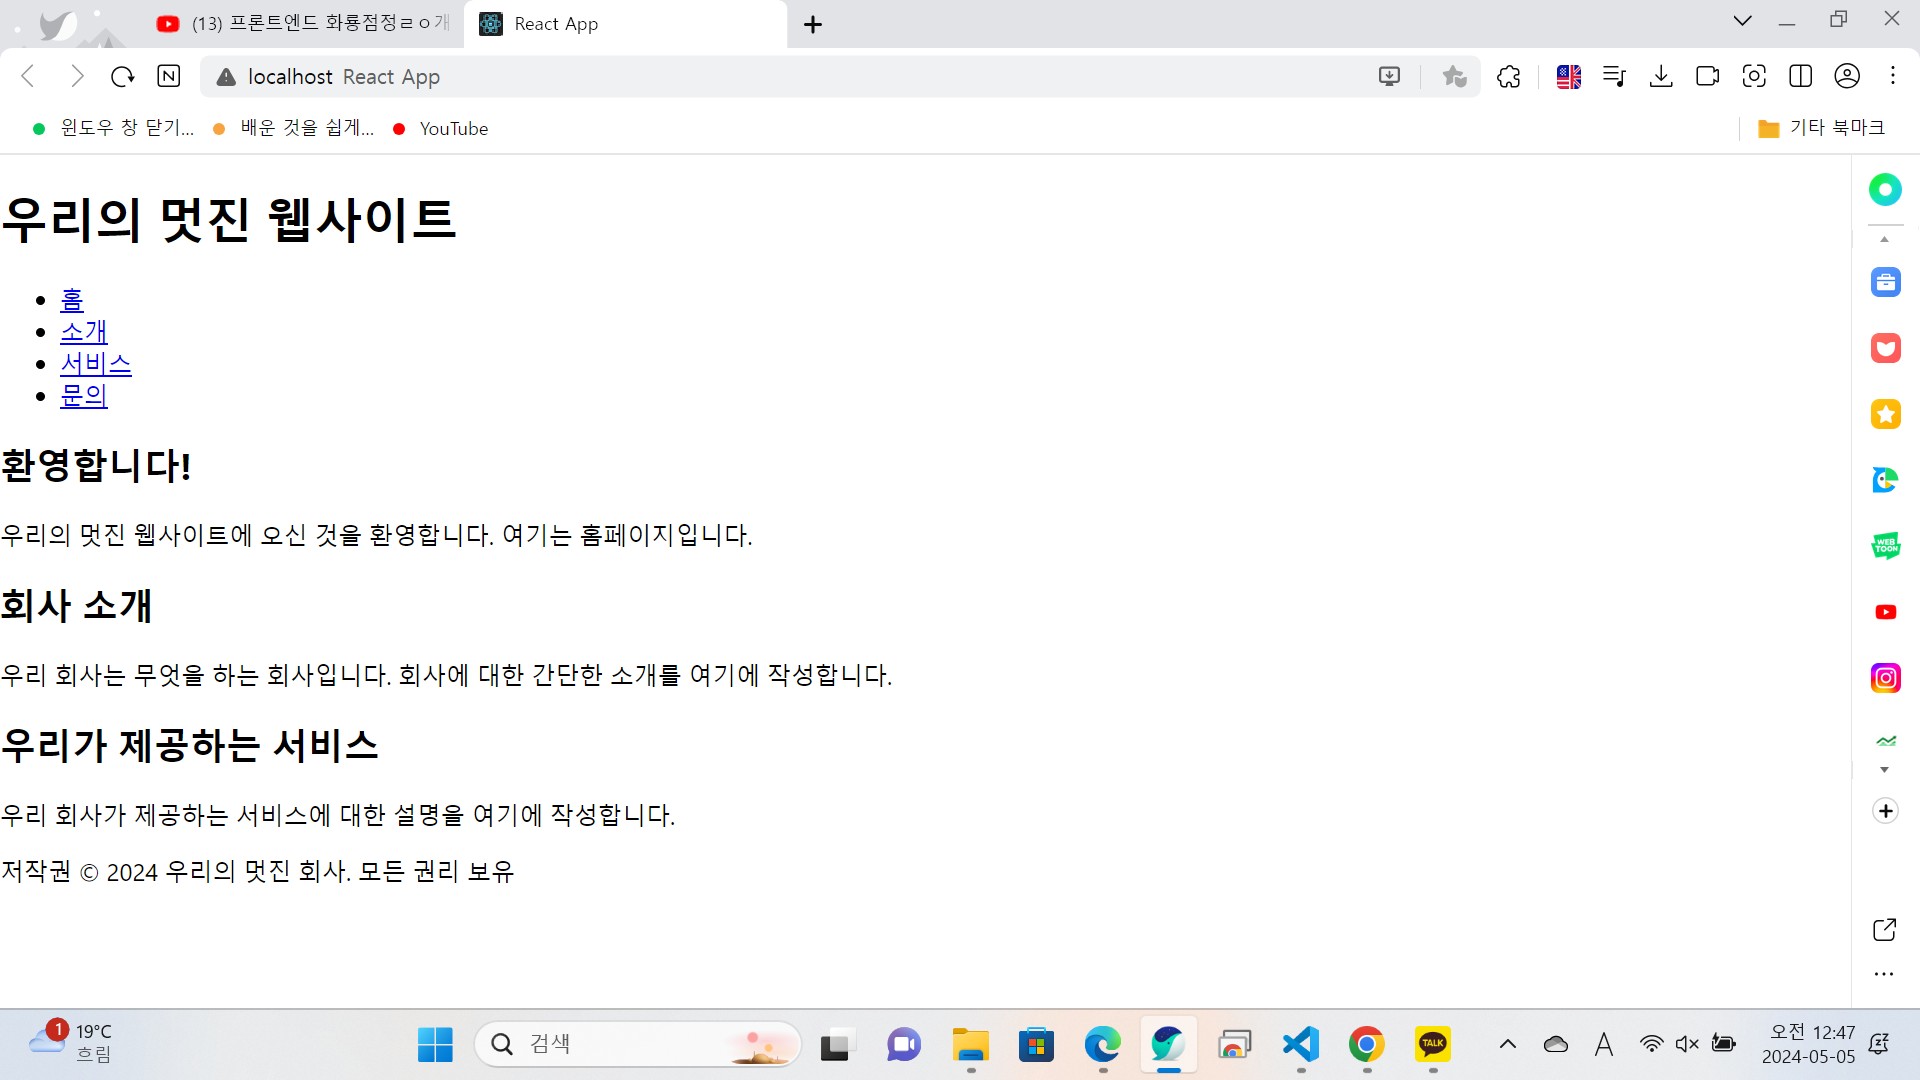 (13) 프론트엔드 화룡점정ㄹㅇ개
React App
localhost React App
윈도우 창 닫기... 배운 것을 쉽게... YouTube 기타 북마크
우리의 멋진 웹사이트
홈
소개
서비스
문의
환영합니다!
우리의 멋진 웹사이트에 오신 것을 환영합니다. 여기는 홈페이지입니다.
회사 소개
우리 회사는 무엇을 하는 회사입니다. 회사에 대한 간단한 소개를 여기에 작성합니다.
우리가 제공하는 서비스
우리 회사가 제공하는 서비스에 대한 설명을 여기에 작성합니다.
저작권 © 2024 우리의 멋진 회사. 모든 권리 보유
WEB
TOON
1
19°C
흐림
검색
TALK
A
오전 12:47
2024-05-05